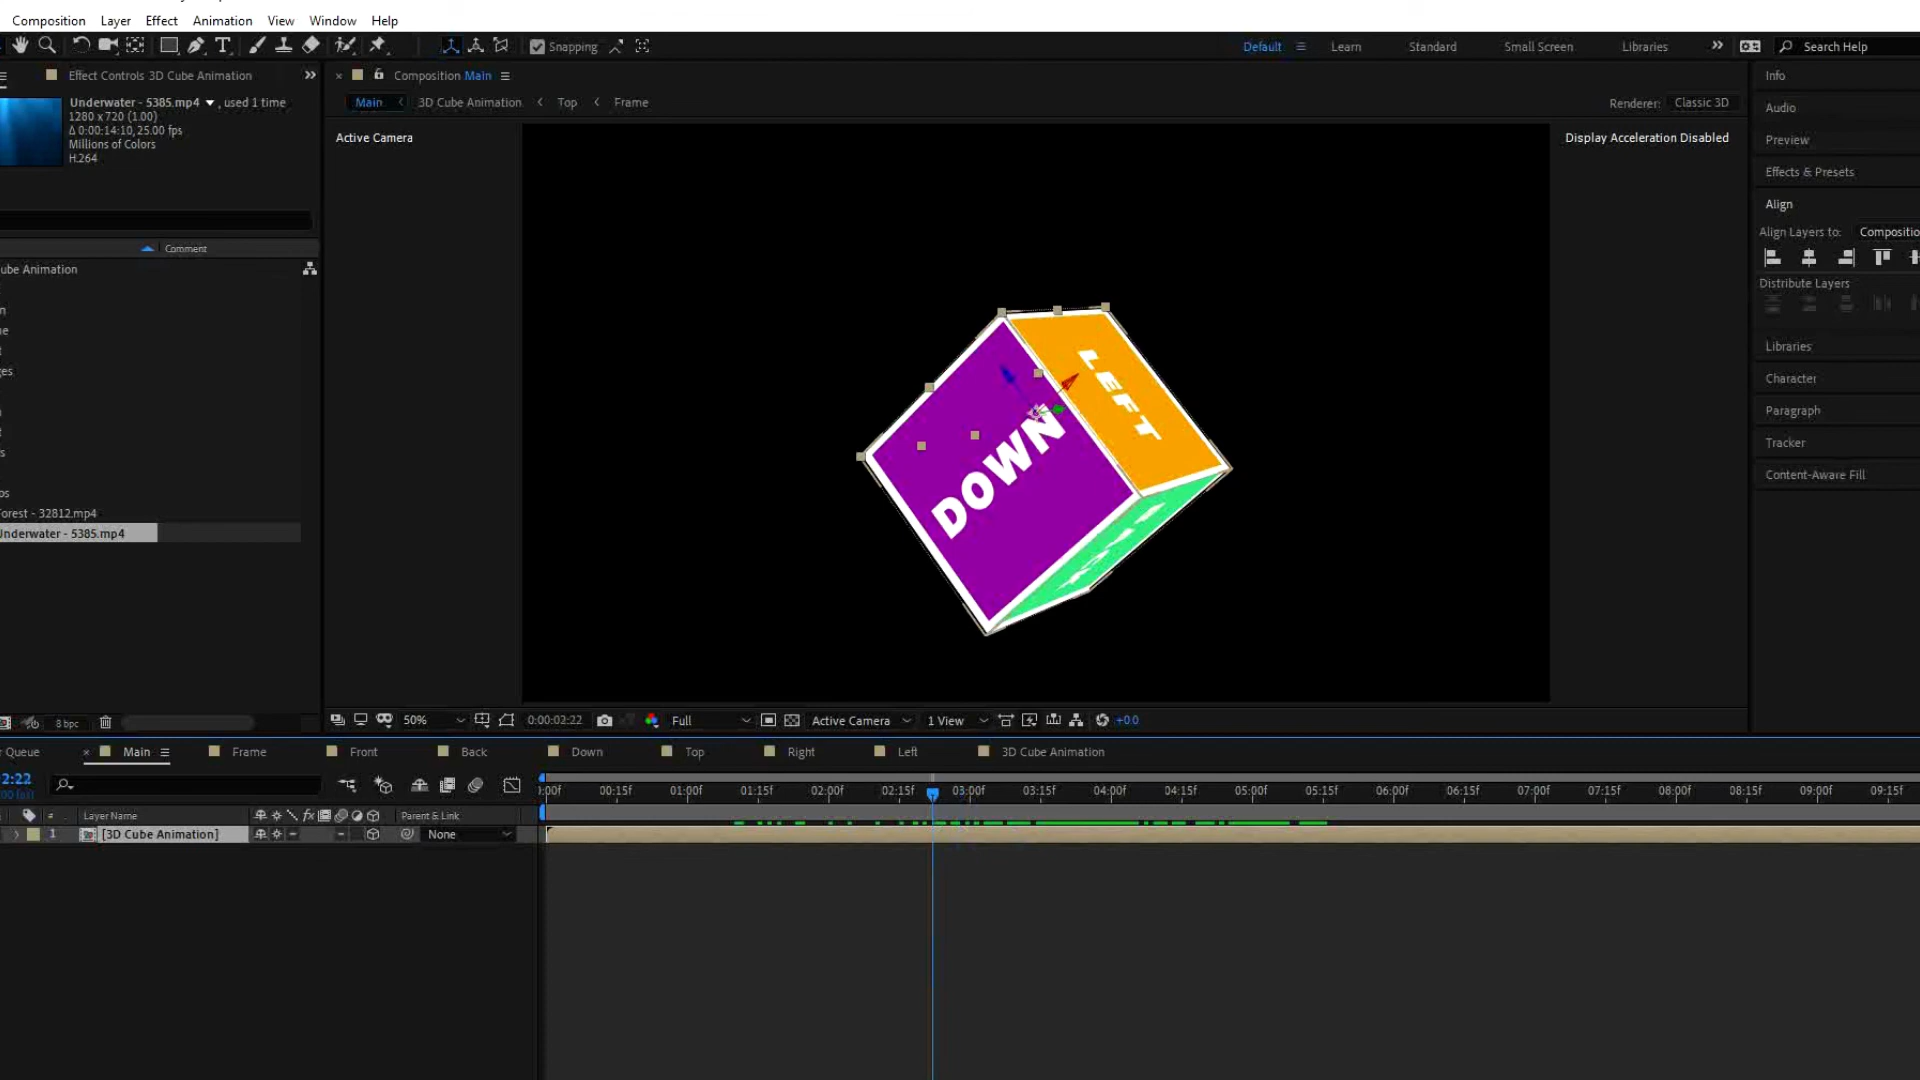 Composition Layer Effect Animation View Window Help
Snapping Default Learn Standard Small Screen Libraries Search Help
Effect Controls 3D Cube Animation
Composition Main
Info
Underwater - 5385.mp4 , used 1 time
1280 x 720 (1.00)
Δ 0:00:14:10, 25.00 fps
Millions of Colors
H.264
Main 3D Cube Animation Top Frame
Renderer: Classic 3D
Audio
Active Camera
Display Acceleration Disabled
Preview
Effects & Presets
Align
Align Layers to: Compositio
Comment
ube Animation
Distribute Layers
n
ne
t
ges
t
s
ps
orest - 32812.mp4
Underwater - 5385.mp4
LEFT
DOWN
Libraries
Character
Paragraph
Tracker
Content-Aware Fill
8 bpc
50% 0:00:02:22 Full Active Camera 1 View +0.0
r Queue Main Frame Front Back Down Top Right Left 3D Cube Animation
2:22
:00f 00:15f 01:00f 01:15f 02:00f 02:15f 03:00f 03:15f 04:00f 04:15f 05:00f 05:15f 06:00f 06:15f 07:00f 07:15f 08:00f 08:15f 09:00f 09:15f
# Layer Name fx Parent & Link
1 [3D Cube Animation] None